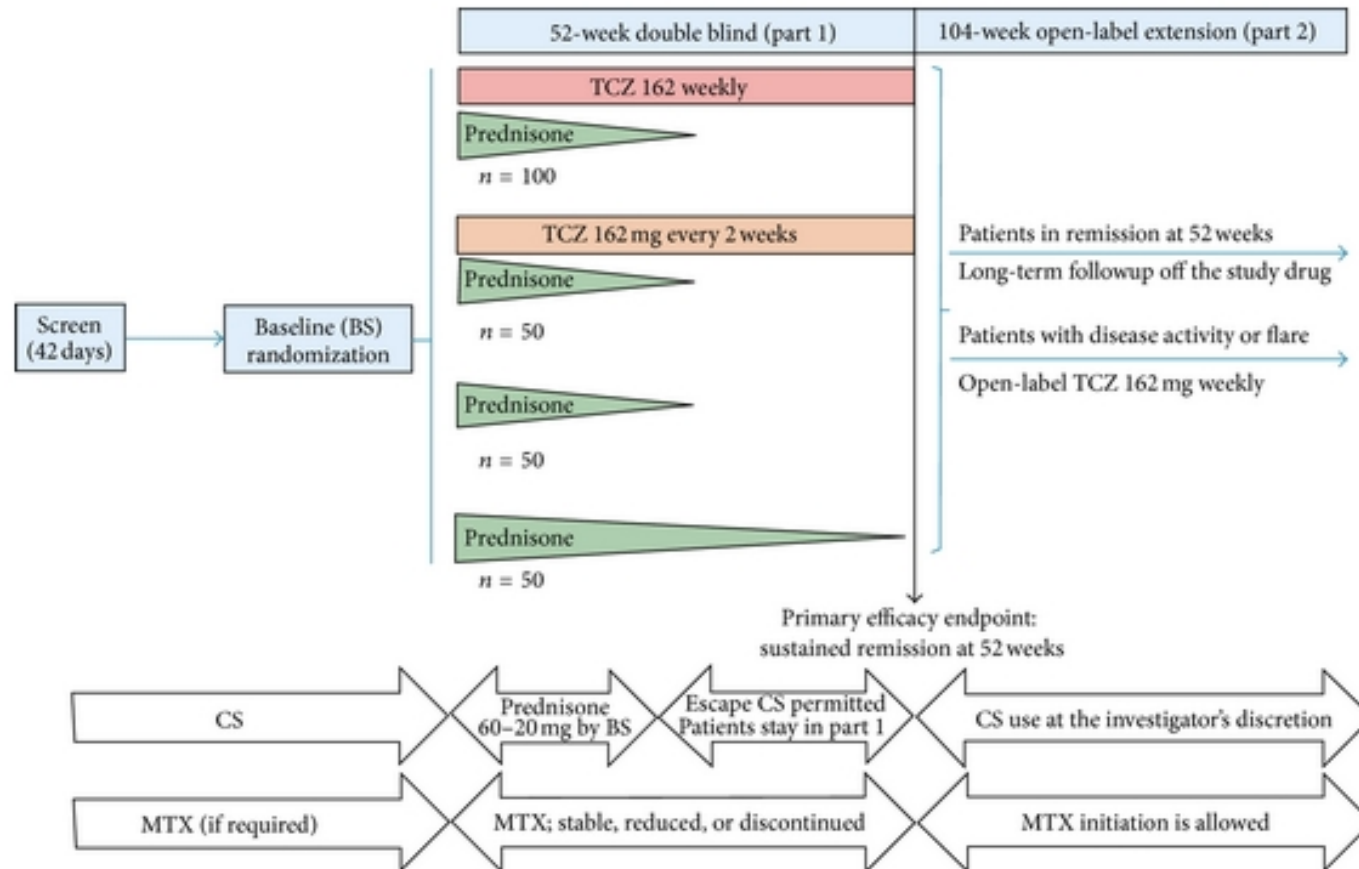 52-week double blind (part 1)
104-week open-label extension (part 2)
TCZ 162 weekly
Prednisone
n = 100
TCZ 162 mg every 2 weeks
Prednisone
n = 50
Prednisone
n = 50
Prednisone
n = 50
Screen
(42 days)
Baseline (BS)
randomization
Patients in remission at 52 weeks
Long-term followup off the study drug
Patients with disease activity or flare
Open-label TCZ 162 mg weekly
Primary efficacy endpoint:
sustained remission at 52 weeks
CS
Prednisone
60–20 mg by BS
Escape CS permitted
Patients stay in part 1
CS use at the investigator's discretion
MTX (if required)
MTX; stable, reduced, or discontinued
MTX initiation is allowed